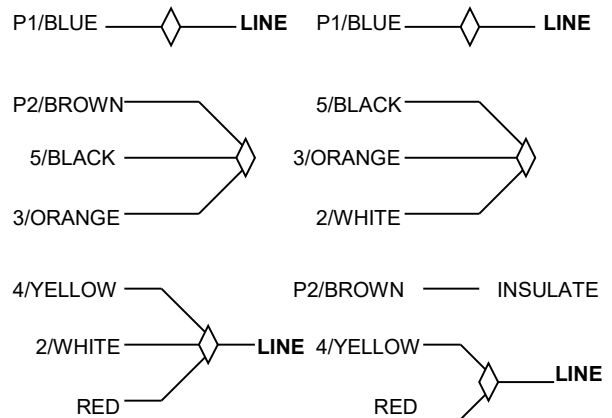 P1/BLUE LINE
P2/BROWN
5/BLACK
3/ORANGE
4/YELLOW
2/WHITE LINE
RED
P1/BLUE LINE
5/BLACK
3/ORANGE
2/WHITE
P2/BROWN INSULATE
4/YELLOW
LINE
RED